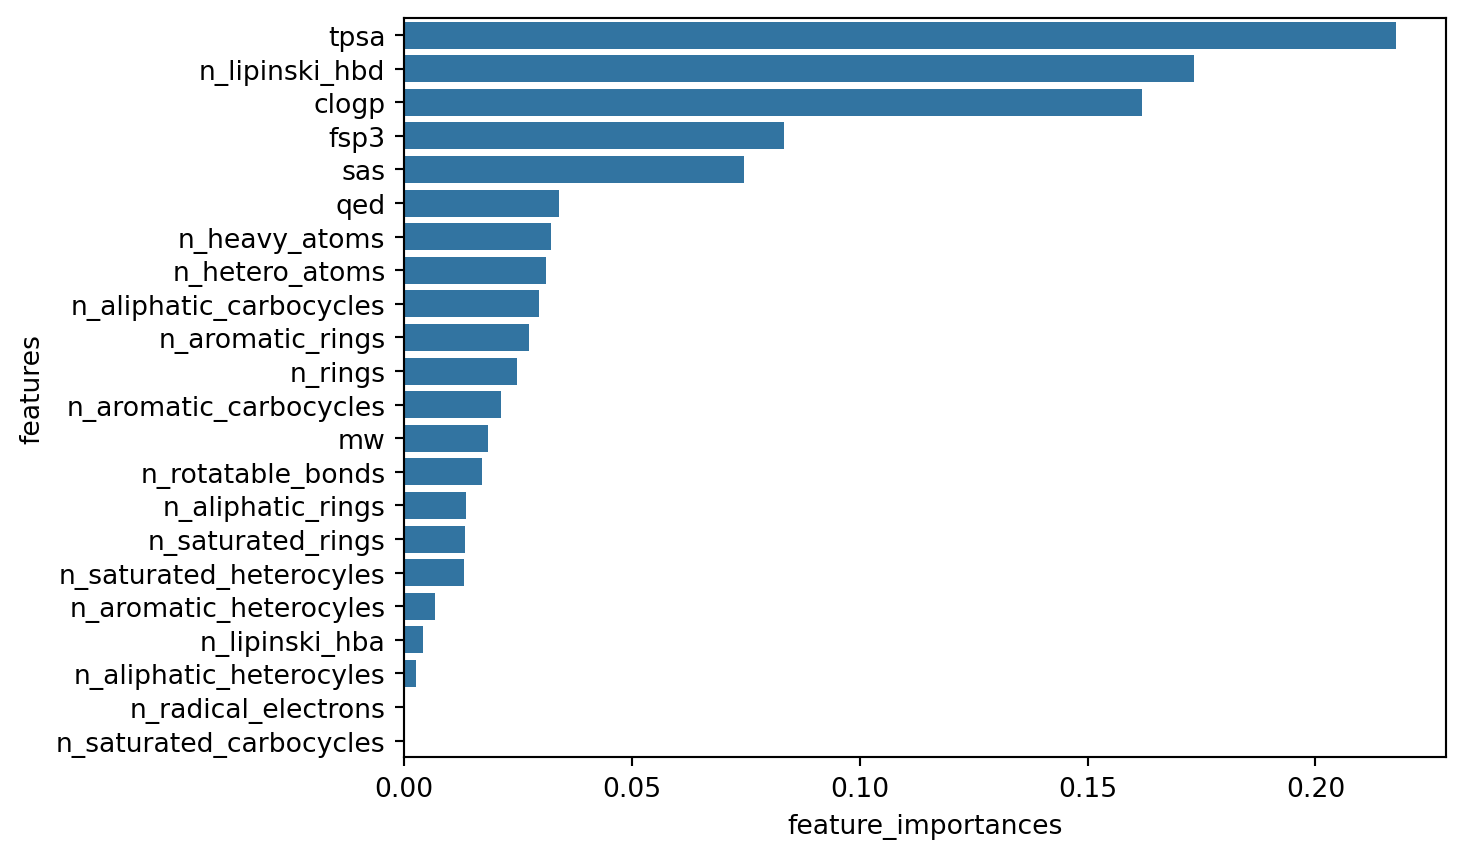 tpsa
n_lipinski_hbd
clogp
fsp3
sas
qed
n_heavy_atoms
n_hetero_atoms
n_aliphatic_carbocycles
n_aromatic_rings
n_rings
n_aromatic_carbocycles
mw
n_rotatable_bonds
n_aliphatic_rings
n_saturated_rings
n_saturated_heterocyles
n_aromatic_heterocyles
n_lipinski_hba
n_aliphatic_heterocyles
n_radical_electrons
n_saturated_carbocycles
features
0.00 0.05 0.10 0.15 0.20
feature_importances